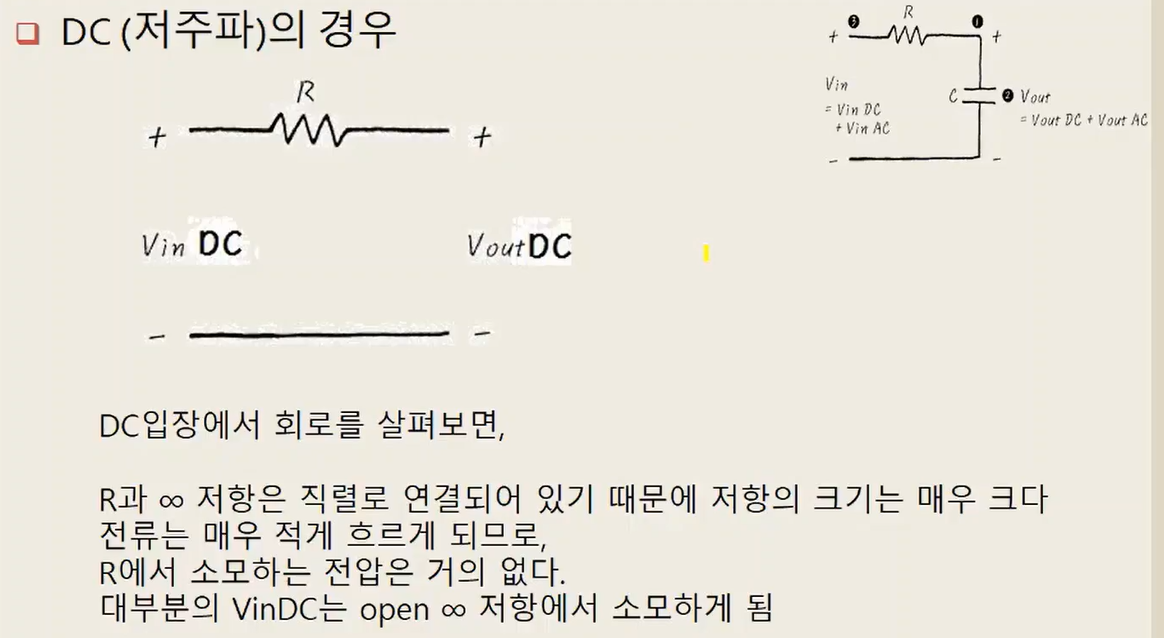 DC (저주파)의 경우
R
+ +
Vin DC VoutDC
- -
R
❸ ❶
+ +
Vin
= Vin DC
+ Vin AC
C ❷ Vout
= Vout DC + Vout AC
- -
DC입장에서 회로를 살펴보면,
R과 ∞ 저항은 직렬로 연결되어 있기 때문에 저항의 크기는 매우 크다
전류는 매우 적게 흐르게 되므로,
R에서 소모하는 전압은 거의 없다.
대부분의 VinDC는 open ∞ 저항에서 소모하게 됨